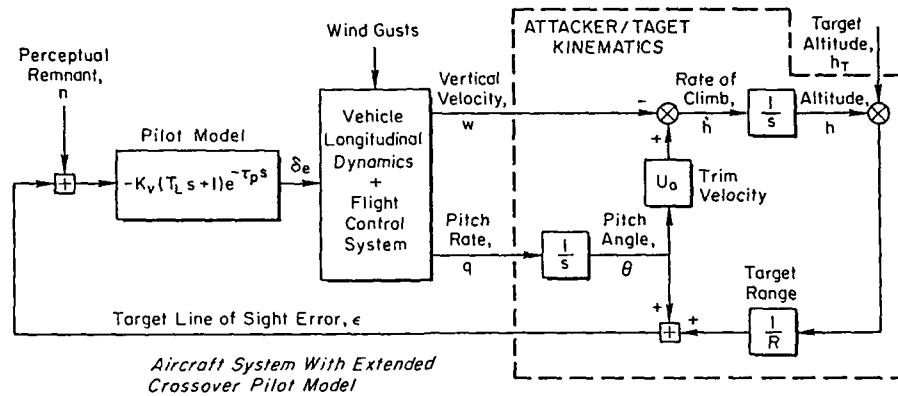 Wind Gusts
ATTACKER/TAGET
KINEMATICS
Target
Altitude,
h_T
Perceptual
Remnant,
n
Pilot Model
-K_v(T_L s+1)e^{-τ_p s}
δ_e
Vehicle
Longitudinal
Dynamics
+
Flight
Control
System
Vertical
Velocity,
w
-
+
Rate of
Climb,
ḣ
1/s
Altitude,
h
U_o
Trim
Velocity
Pitch
Rate,
q
1/s
Pitch
Angle,
θ
+
+
+
+
Target
Range
1/R
Target Line of Sight Error, ε
Aircraft System With Extended
Crossover Pilot Model